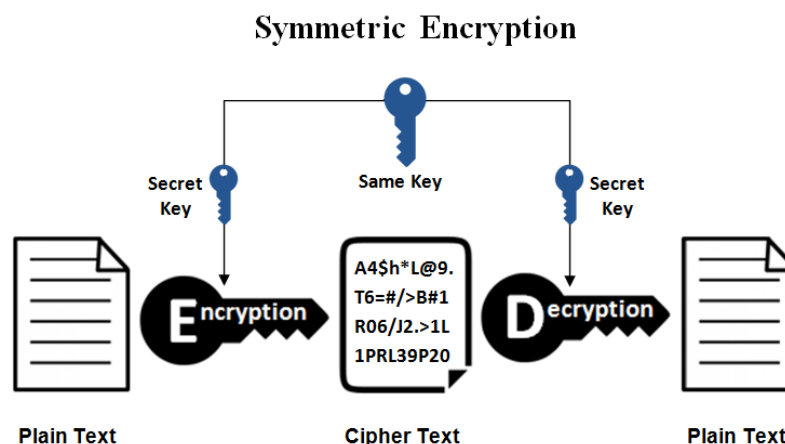 Symmetric Encryption
Same Key
Secret
Key
Secret
Key
Encryption
A4$h*L@9.
T6=#/>B#1
R06/J2.>1L
1PRL39P20
Decryption
Plain Text
Cipher Text
Plain Text